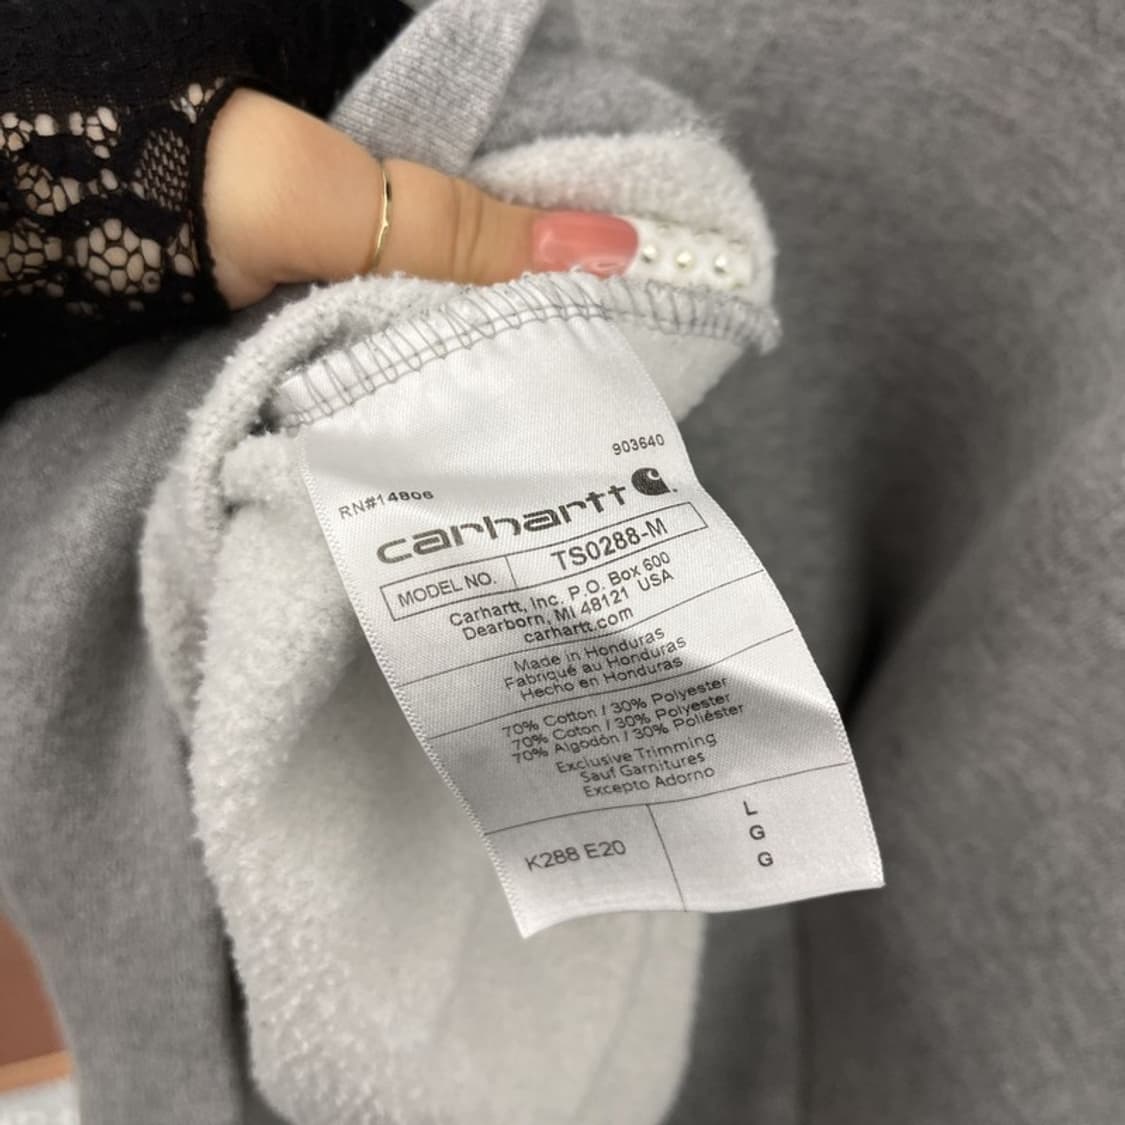 903640
RN#14806
carhartt
MODEL NO. TS0288-M
Carhartt, Inc. P.O. Box 600
Dearborn, MI 48121 USA
carhartt.com
Made in Honduras
Fabriqué au Honduras
Hecho en Honduras
70% Cotton / 30% Polyester
70% Coton / 30% Polyester
70% Algodón / 30% Poliéster
Exclusive Trimming
Sauf Garnitures
Excepto Adorno
K288 E20
L
G
G